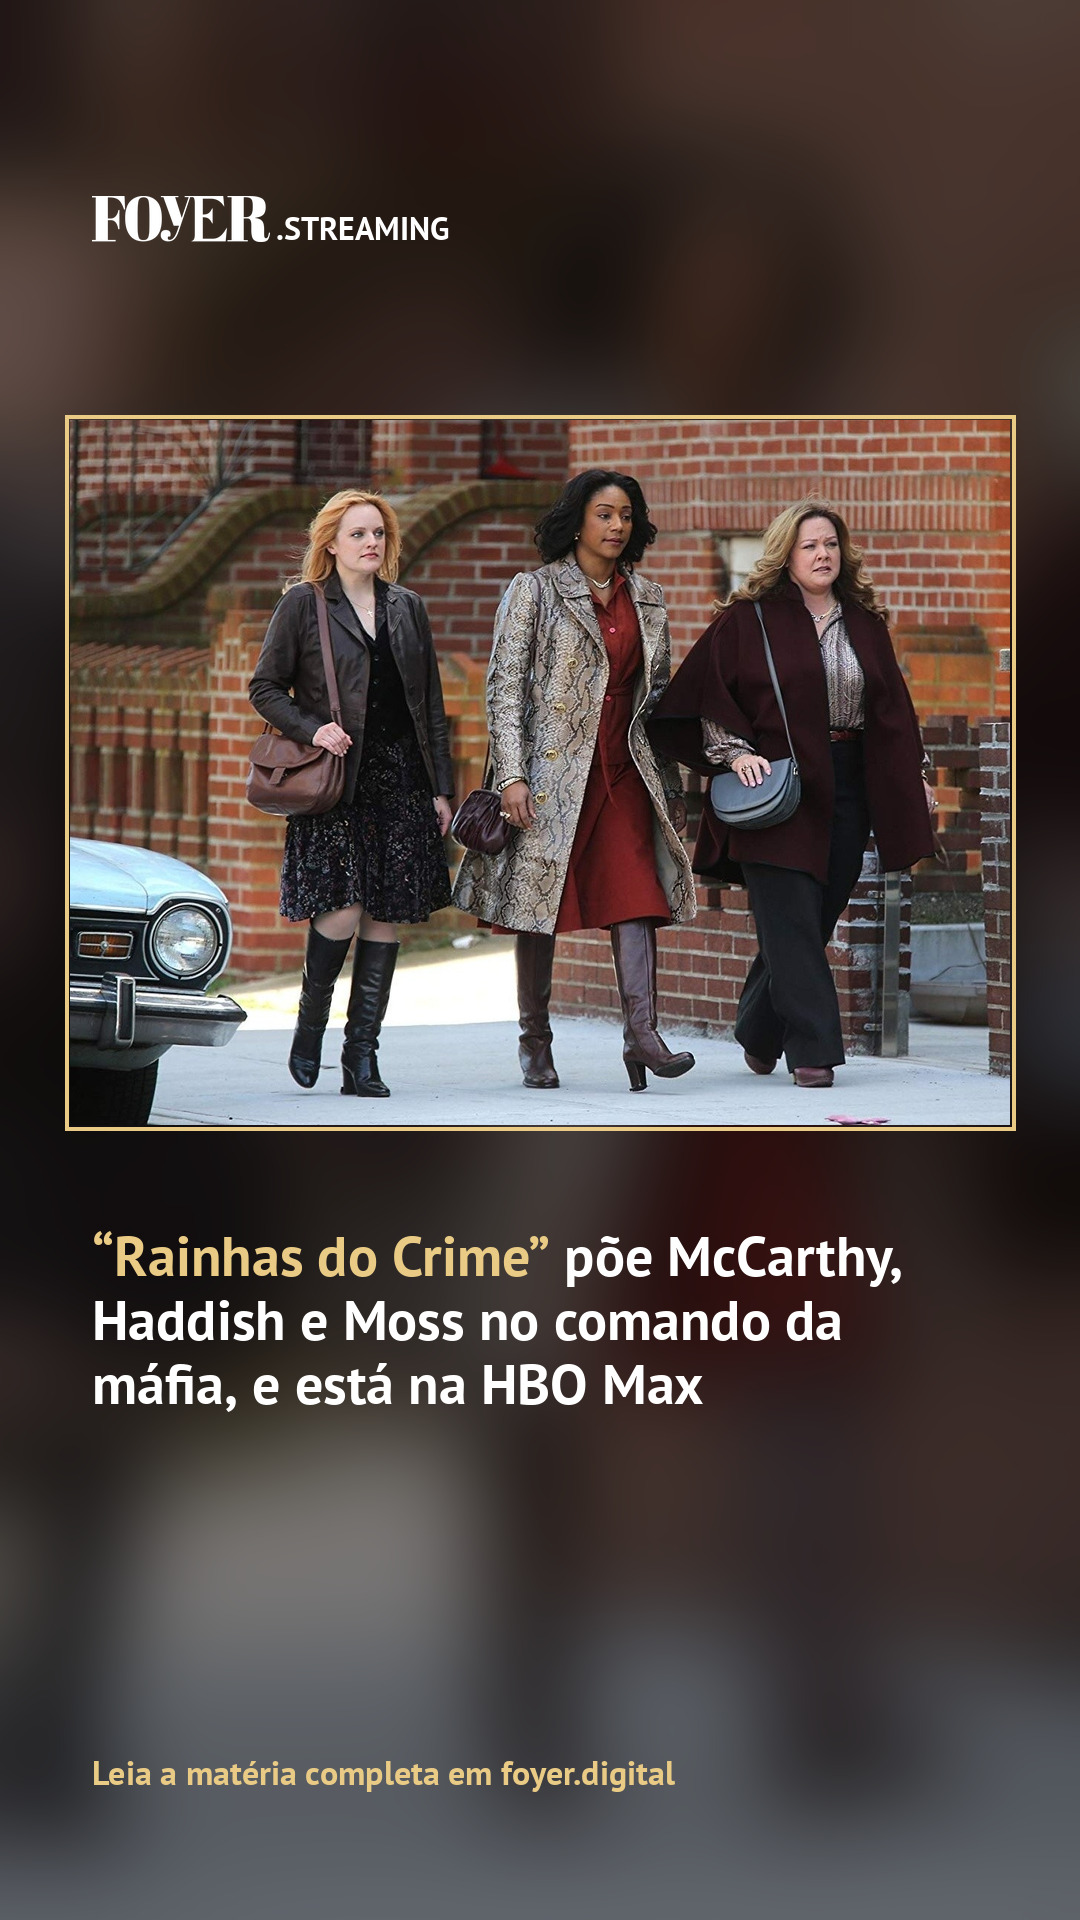 FOYER .STREAMING
“Rainhas do Crime” põe McCarthy,
Haddish e Moss no comando da
máfia, e está na HBO Max
Leia a matéria completa em foyer.digital